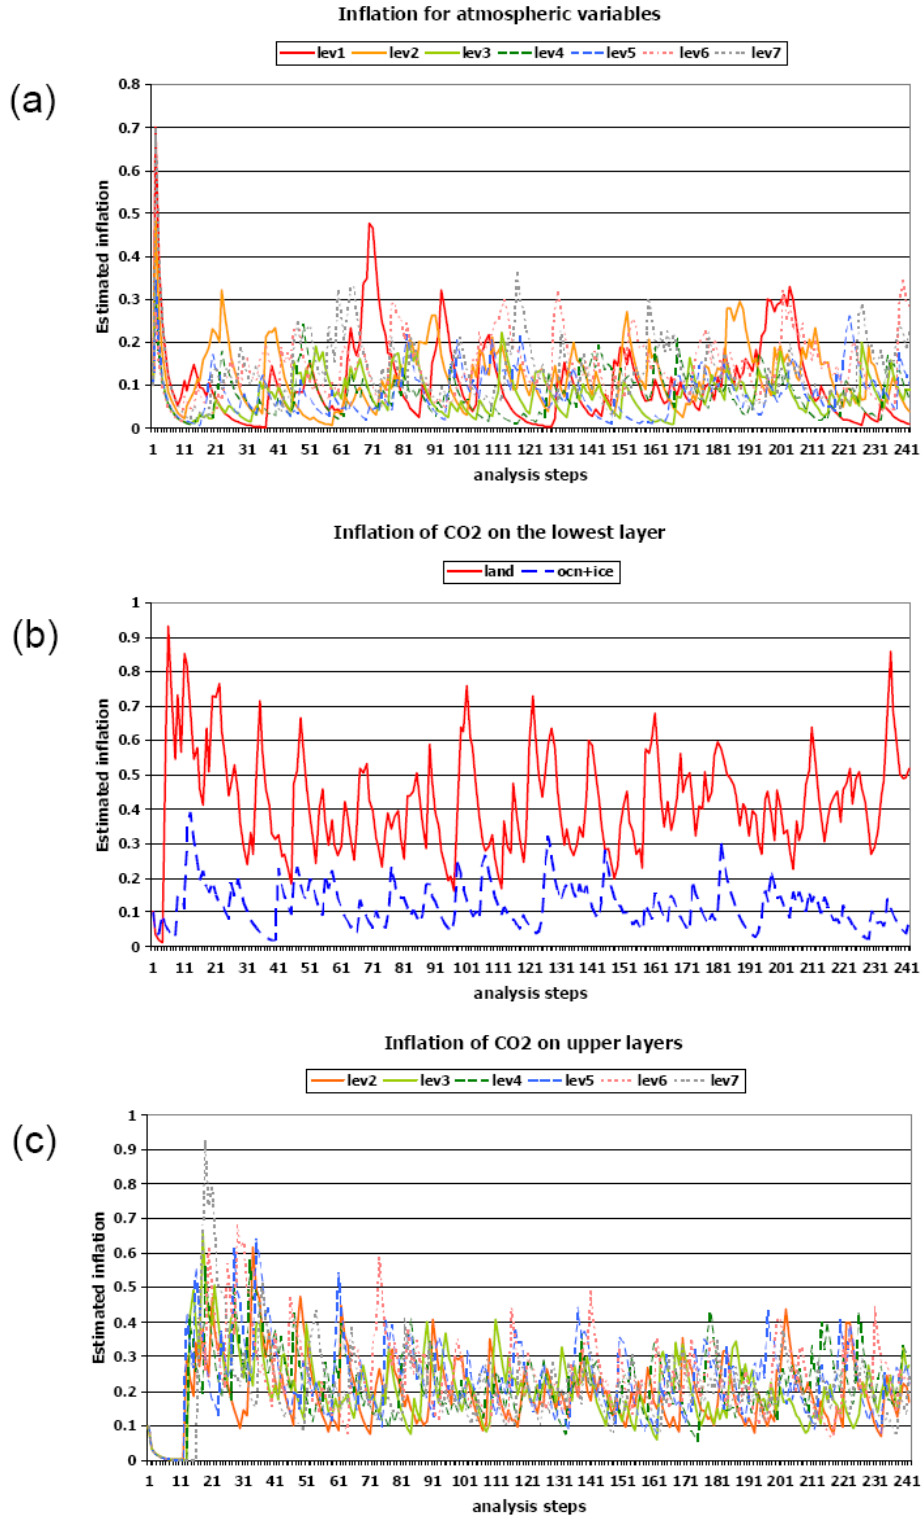 Inflation for atmospheric variables
lev1 lev2 lev3 lev4 lev5 lev6 lev7
(a)
0.8
0.7
0.6
0.5
0.4
0.3
0.2
0.1
0
Estimated inflation
1 11 21 31 41 51 61 71 81 91 101 111 121 131 141 151 161 171 181 191 201 211 221 231 241
analysis steps
Inflation of CO2 on the lowest layer
land ocn+ice
(b)
1
0.9
0.8
0.7
0.6
0.5
0.4
0.3
0.2
0.1
0
Estimated inflation
1 11 21 31 41 51 61 71 81 91 101 111 121 131 141 151 161 171 181 191 201 211 221 231 241
analysis steps
Inflation of CO2 on upper layers
lev2 lev3 lev4 lev5 lev6 lev7
(c)
1
0.9
0.8
0.7
0.6
0.5
0.4
0.3
0.2
0.1
0
Estimated inflation
1 11 21 31 41 51 61 71 81 91 101 111 121 131 141 151 161 171 181 191 201 211 221 231 241
analysis steps